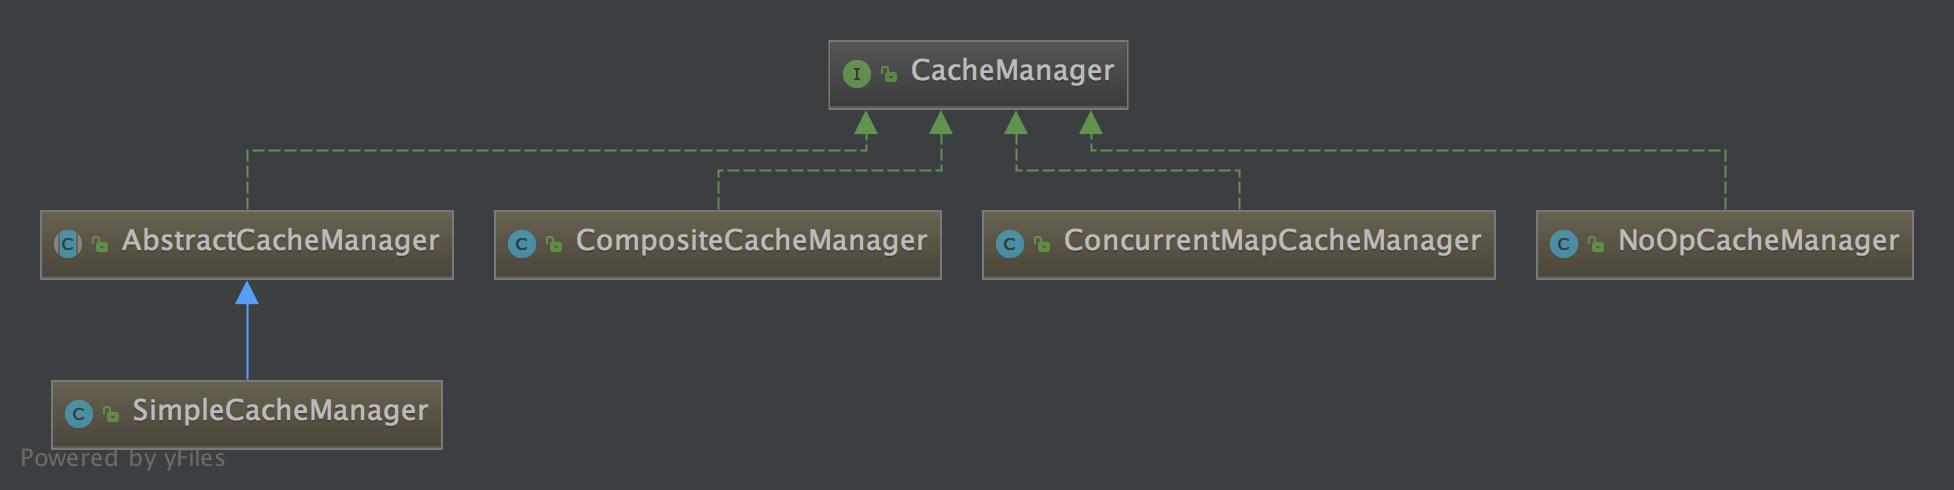 I CacheManager
C AbstractCacheManager
C CompositeCacheManager
C ConcurrentMapCacheManager
C NoOpCacheManager
C SimpleCacheManager
Powered by yFiles